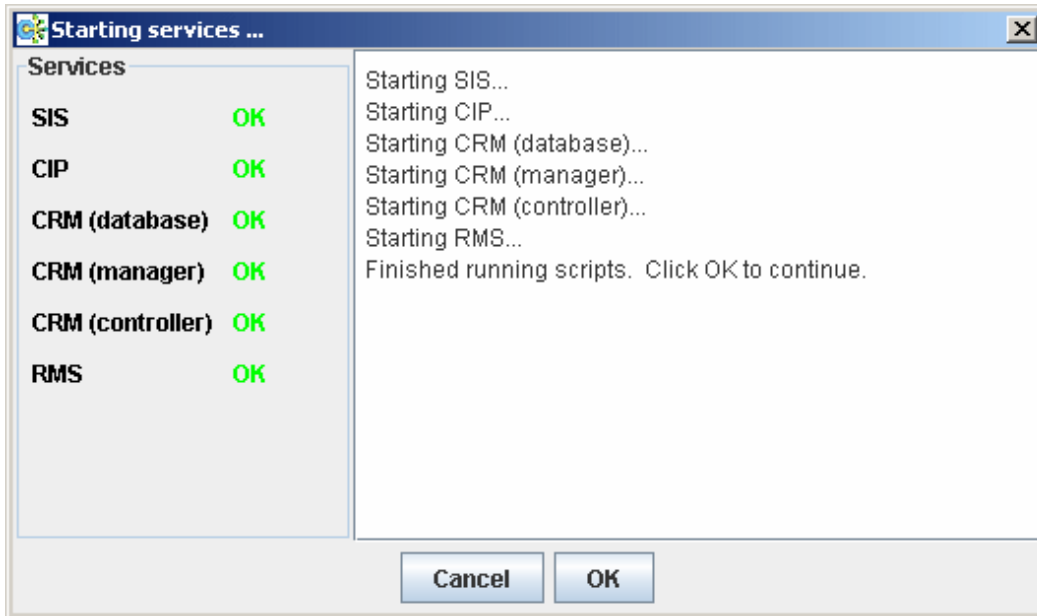 Starting services ...
Services
SIS OK
CIP OK
CRM (database) OK
CRM (manager) OK
CRM (controller) OK
RMS OK
Starting SIS...
Starting CIP...
Starting CRM (database)...
Starting CRM (manager)...
Starting CRM (controller)...
Starting RMS...
Finished running scripts.  Click OK to continue.
Cancel OK